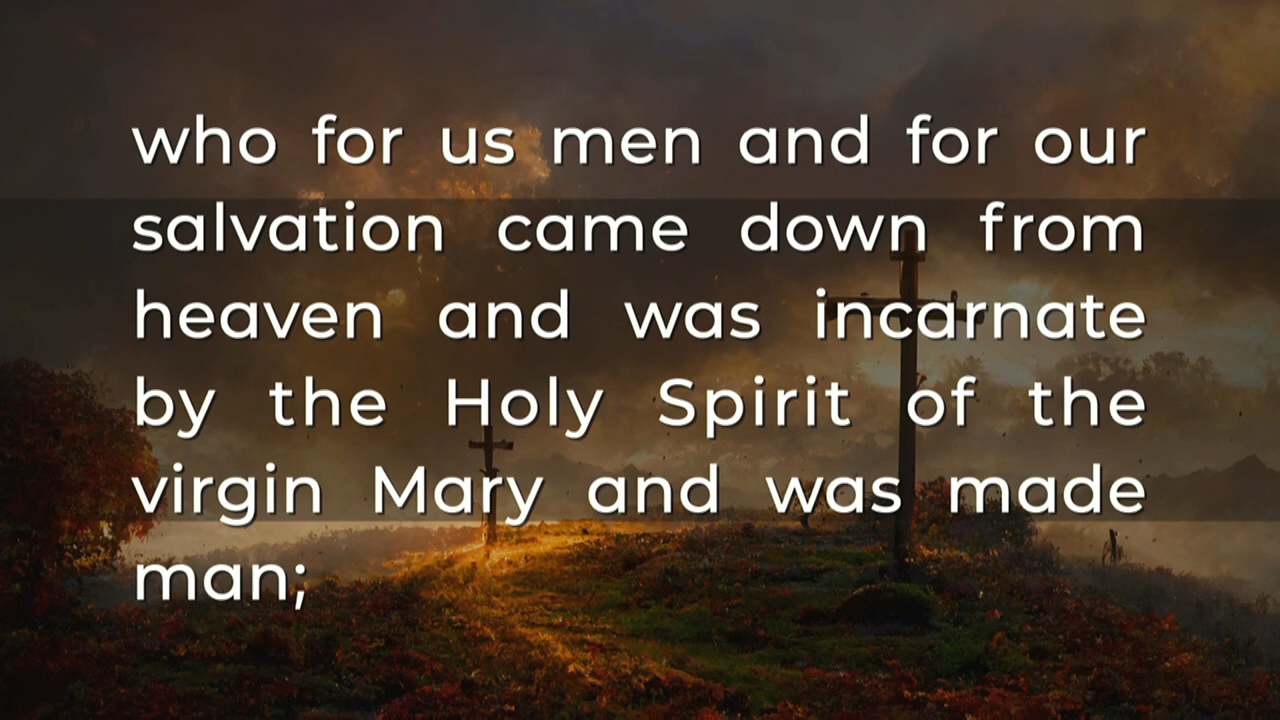 who for us men and for our
salvation came down from
heaven and was incarnate
by the Holy Spirit of the
virgin Mary and was made
man;